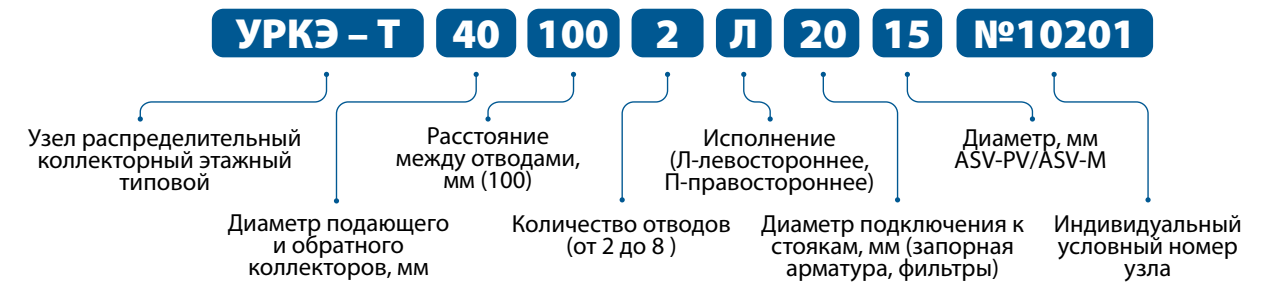 УРКЭ – Т 40 100 2 Л 20 15 №10201
Узел распределительный
коллекторный этажный
типовой
Диаметр подающего
и обратного
коллекторов, мм
Расстояние
между отводами,
мм (100)
Количество отводов
(от 2 до 8 )
Исполнение
(Л-левостороннее,
П-правостороннее)
Диаметр подключения к
стоякам, мм (запорная
арматура, фильтры)
Диаметр, мм
ASV-PV/ASV-M
Индивидуальный
условный номер
узла